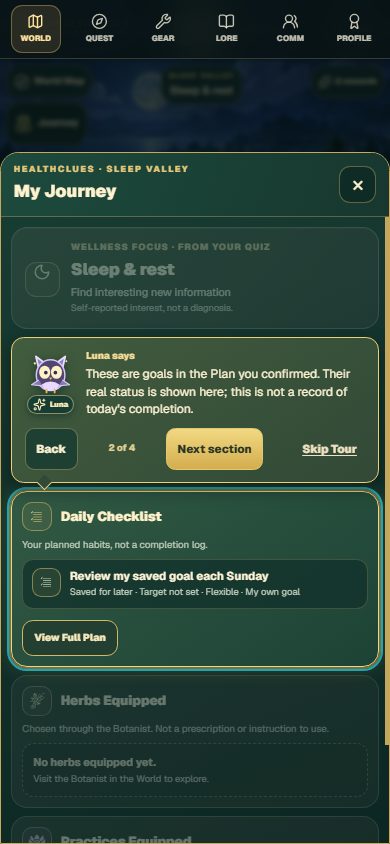 WORLD
QUEST
GEAR
LORE
COMM
PROFILE
World Map
Sleep & rest
Journey
HEALTHCLUES · SLEEP VALLEY
My Journey
WELLNESS FOCUS · FROM YOUR QUIZ
Sleep & rest
Find interesting new information
Self-reported interest, not a diagnosis.
Luna says
These are goals in the Plan you confirmed. Their
real status is shown here; this is not a record of
today's completion.
Luna
Back
2 of 4
Next section
Skip Tour
Daily Checklist
Your planned habits, not a completion log.
Review my saved goal each Sunday
Saved for later · Target not set · Flexible · My own goal
View Full Plan
Herbs Equipped
Chosen through the Botanist. Not a prescription or instruction to use.
No herbs equipped yet.
Visit the Botanist in the World to explore.
Practices Equipped